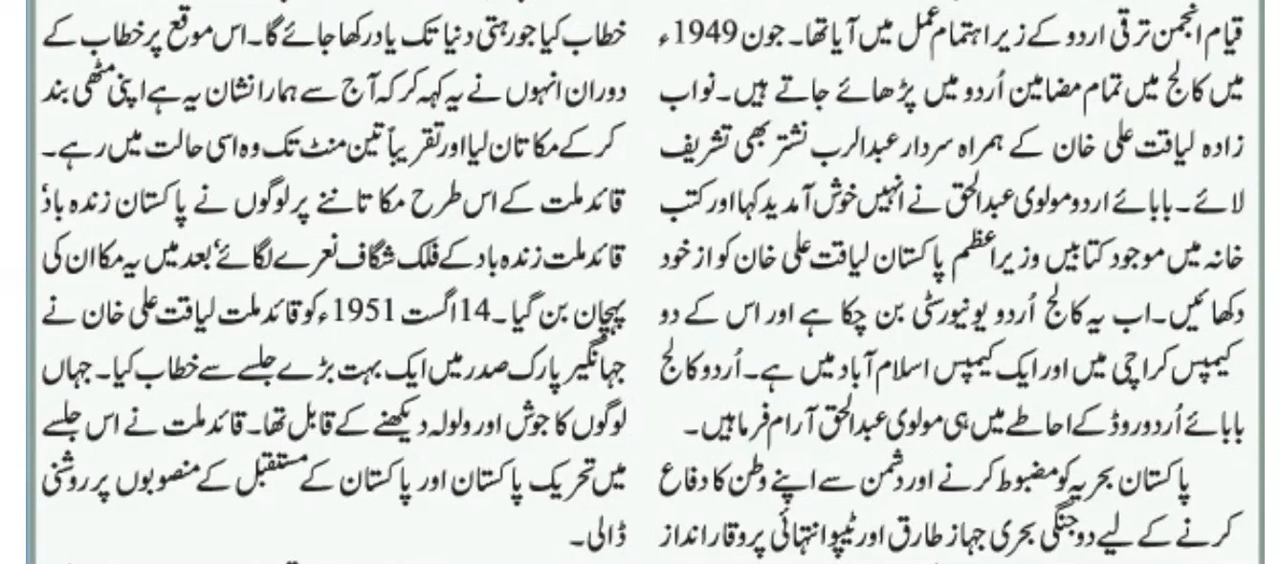 قیام انجمن ترقی اردو کے زیر اہتمام عمل میں آیا تھا۔ جون 1949ء
میں کالج میں تمام مضامین اُردو میں پڑھائے جاتے ہیں۔ نواب
زادہ لیاقت علی خان کے ہمراہ سردار عبدالرب نشتر بھی تشریف
لائے۔ بابائے اردو مولوی عبدالحق نے انہیں خوش آمدید کہا اور کتب
خانہ میں موجود کتابیں وزیراعظم پاکستان لیاقت علی خان کو از خود
دکھائیں۔ اب یہ کالج اُردو یونیورسٹی بن چکا ہے اور اس کے دو
کیمپس کراچی میں اور ایک کیمپس اسلام آباد میں ہے۔ اُردو کالج
بابائے اُردو روڈ کے احاطے میں ہی مولوی عبدالحق آرام فرما ہیں۔
پاکستان بحریہ کو مضبوط کرنے اور دشمن سے اپنے وطن کا دفاع
کرنے کے لیے دو جنگی بحری جہاز طارق اور ٹیپو انتہائی پروقار انداز
خطاب کیا جو رہتی دنیا تک یاد رکھا جائے گا۔ اس موقع پر خطاب کے
دوران انہوں نے یہ کہہ کر کہ آج سے ہمارا نشان یہ ہے اپنی مٹھی بند
کر کے مکا تان لیا اور تقریباً تین منٹ تک وہ اسی حالت میں رہے۔
قائد ملت کے اس طرح مکا تاننے پر لوگوں نے پاکستان زندہ باد'
قائد ملت زندہ باد کے فلک شگاف نعرے لگائے' بعد میں یہ مکا ان کی
پہچان بن گیا۔ 14 اگست 1951ء کو قائد ملت لیاقت علی خان نے
جہانگیر پارک صدر میں ایک بہت بڑے جلسے سے خطاب کیا۔ جہاں
لوگوں کا جوش اور ولولہ دیکھنے کے قابل تھا۔ قائد ملت نے اس جلسے
میں تحریک پاکستان اور پاکستان کے مستقبل کے منصوبوں پر روشنی
ڈالی۔